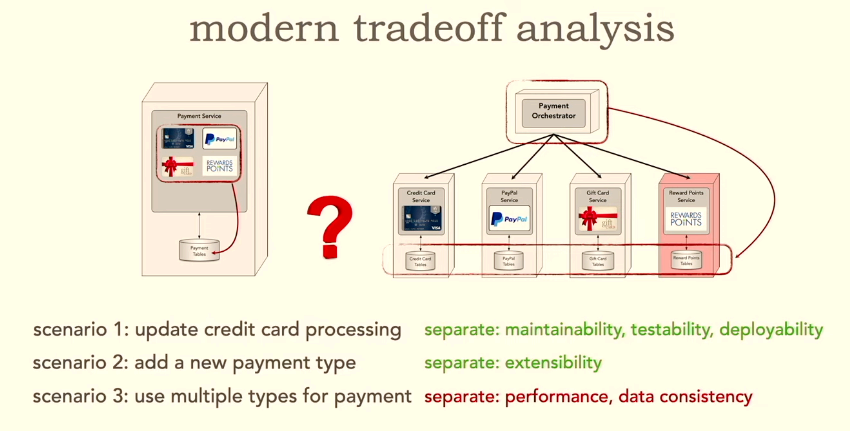 modern tradeoff analysis
Payment Service
PayPal
REWARDS
POINTS
Payment
Tables
?
Payment
Orchestrator
Credit Card
Service
VISA
Credit Card
Tables
PayPal
Service
PayPal
PayPal
Tables
Gift Card
Service
Gift Card
Tables
Reward Points
Service
REWARDS
POINTS
Reward Points
Tables
scenario 1: update credit card processing separate: maintainability, testability, deployability
scenario 2: add a new payment type separate: extensibility
scenario 3: use multiple types for payment separate: performance, data consistency